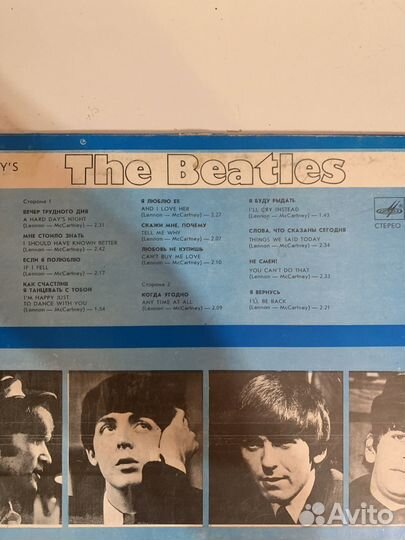 Y'S
The Beatles
Сторона 1
ВЕЧЕР ТРУДНОГО ДНЯ
A HARD DAY'S NIGHT
(Lennon — McCartney) — 2.31
МНЕ СТОИЛО ЗНАТЬ
I SHOULD HAVE KNOWN BETTER
(Lennon — McCartney) — 2.42
ЕСЛИ Я ПОЛЮБЛЮ
IF I FELL
(Lennon — McCartney) — 2.17
КАК СЧАСТЛИВ
Я ТАНЦЕВАТЬ С ТОБОЙ
I'M HAPPY JUST
TO DANCE WITH YOU
(Lennon — McCartney) — 1.54
Я ЛЮБЛЮ ЕЕ
AND I LOVE HER
(Lennon — McCartney) — 2.27
СКАЖИ МНЕ, ПОЧЕМУ
TELL ME WHY
(Lennon — McCartney) — 2.07
ЛЮБОВЬ НЕ КУПИШЬ
CAN'T BUY ME LOVE
(Lennon — McCartney) — 2.10
Сторона 2
КОГДА УГОДНО
ANY TIME AT ALL
(Lennon — McCartney) — 2.09
Я БУДУ РЫДАТЬ
I'LL CRY INSTEAD
(Lennon — McCartney) — 1.43
СЛОВА, ЧТО СКАЗАНЫ СЕГОДНЯ
THINGS WE SAID TODAY
(Lennon — McCartney) — 2.34
НЕ СМЕЙ!
YOU CAN'T DO THAT
(Lennon — McCartney) — 2.33
Я ВЕРНУСЬ
I'LL BE BACK
(Lennon — McCartney) — 2.21
СТЕРЕО
Avito